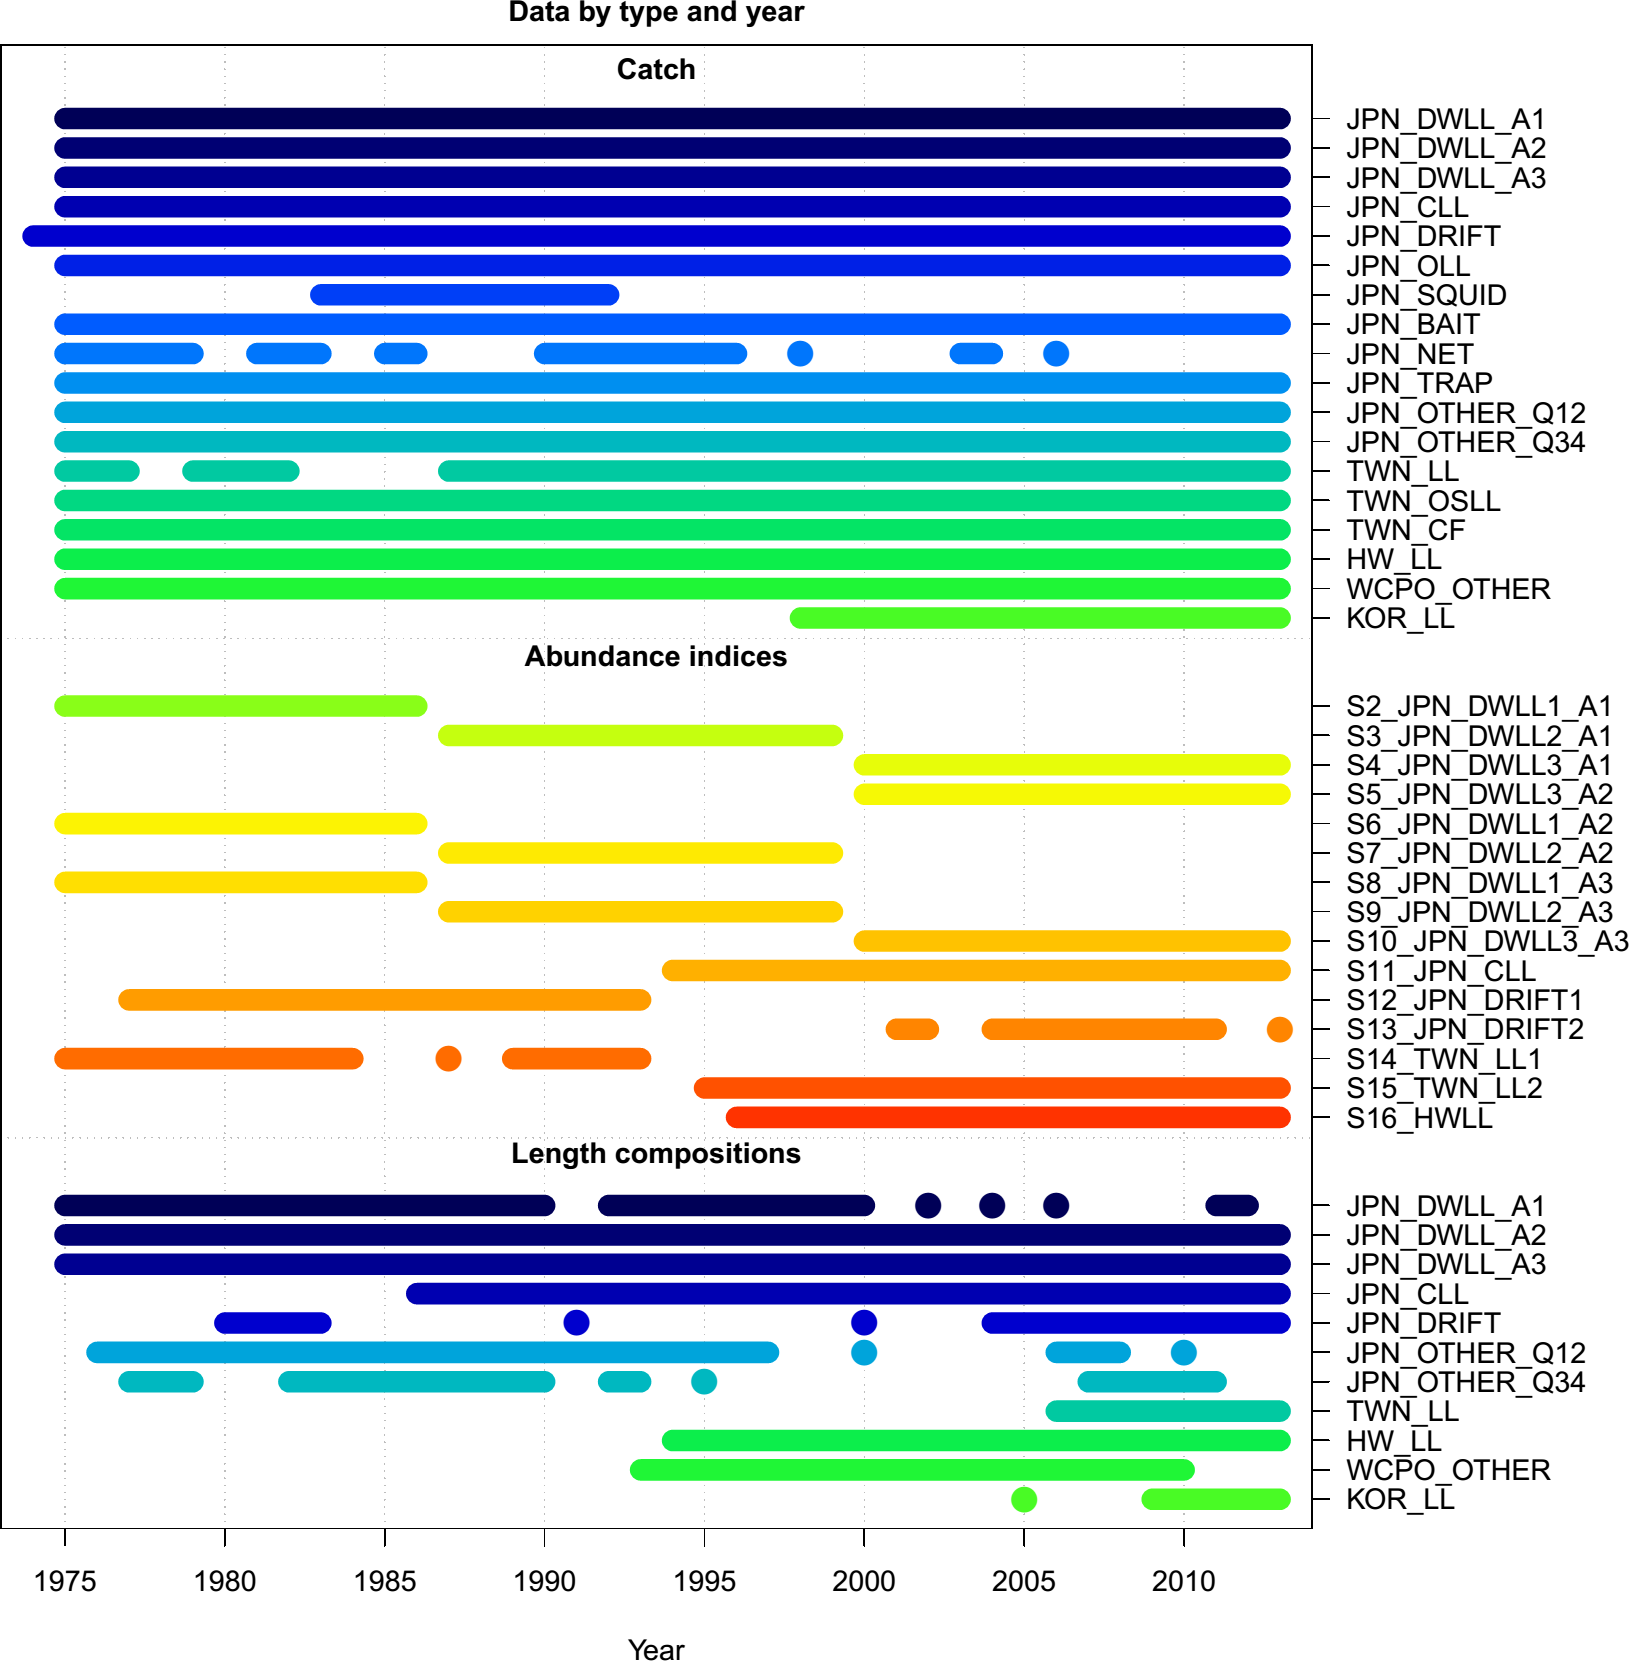 Data by type and year
Catch
JPN_DWLL_A1
JPN_DWLL_A2
JPN_DWLL_A3
JPN_CLL
JPN_DRIFT
JPN_OLL
JPN_SQUID
JPN_BAIT
JPN_NET
JPN_TRAP
JPN_OTHER_Q12
JPN_OTHER_Q34
TWN_LL
TWN_OSLL
TWN_CF
HW_LL
WCPO_OTHER
KOR_LL
Abundance indices
S2_JPN_DWLL1_A1
S3_JPN_DWLL2_A1
S4_JPN_DWLL3_A1
S5_JPN_DWLL3_A2
S6_JPN_DWLL1_A2
S7_JPN_DWLL2_A2
S8_JPN_DWLL1_A3
S9_JPN_DWLL2_A3
S10_JPN_DWLL3_A3
S11_JPN_CLL
S12_JPN_DRIFT1
S13_JPN_DRIFT2
S14_TWN_LL1
S15_TWN_LL2
S16_HWLL
Length compositions
JPN_DWLL_A1
JPN_DWLL_A2
JPN_DWLL_A3
JPN_CLL
JPN_DRIFT
JPN_OTHER_Q12
JPN_OTHER_Q34
TWN_LL
HW_LL
WCPO_OTHER
KOR_LL
1975 1980 1985 1990 1995 2000 2005 2010
Year